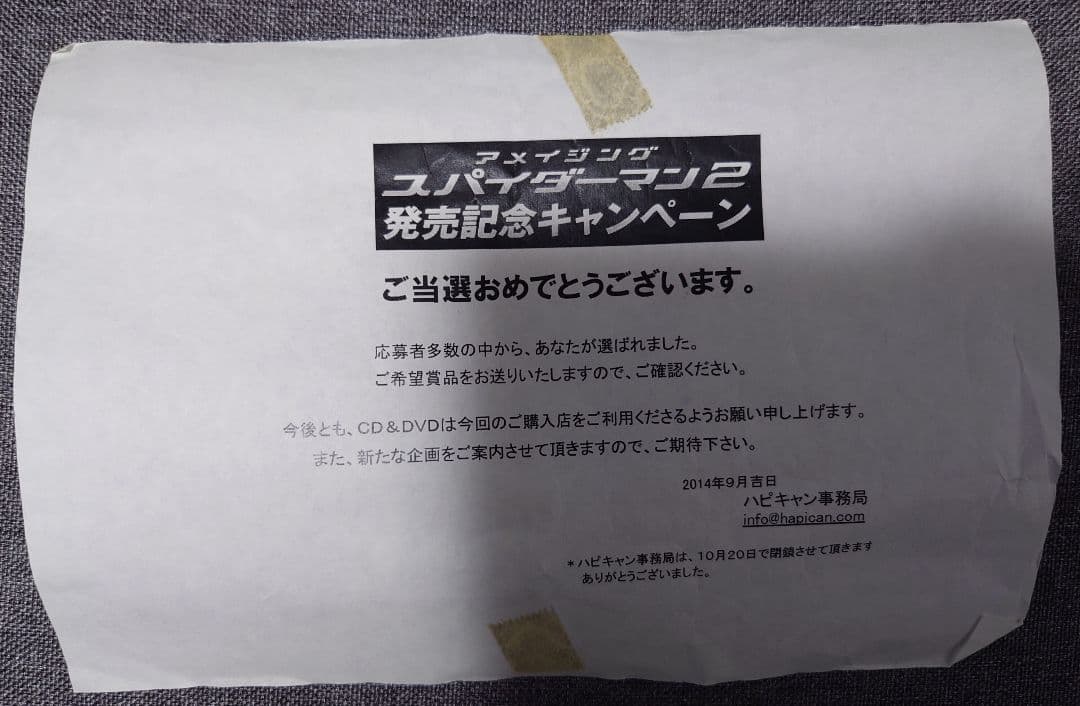 アメイジング
スパイダーマン2
発売記念キャンペーン
ご当選おめでとうございます。
応募者多数の中から、あなたが選ばれました。
ご希望賞品をお送りいたしますので、ご確認ください。
今後とも、CD&DVDは今回のご購入店をご利用くださるようお願い申し上げます。
また、新たな企画をご案内させて頂きますので、ご期待下さい。
2014年9月吉日
ハピキャン事務局
info@hapican.com
*ハピキャン事務局は、10月20日で閉鎖させて頂きます
ありがとうございました。